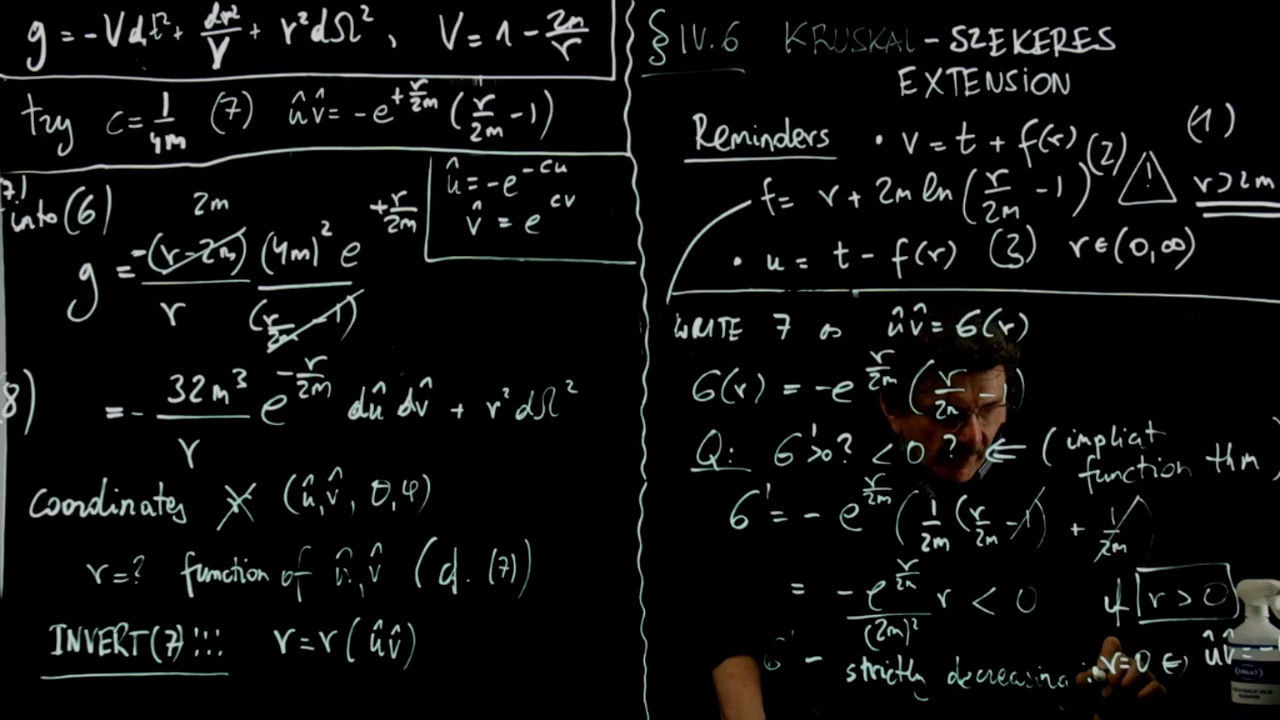 g = -Vdt² + dr²/V + r²dΩ², V = 1 - 2m/r
try c = 1/4m (7) ûv̂ = -e^{+r/2m} (r/2m - 1)
(7) into (6)
û = -e^{-cu}
v̂ = e^{cv}
2m
g = -(r-2m)/r (4m)² e^{+r/2m}/(r/2m - 1)
8) = - 32m³/r e^{-r/2m} dû dv̂ + r²dΩ²
coordinates X (û, v̂, θ, φ)
r = ? function of û, v̂ (cf. (7))
INVERT (7)!!! r = r(ûv̂)
§ IV.6 KRUSKAL-SZEKERES
EXTENSION
Reminders • v = t + f(r) (1)
f = r + 2m ln (r/2m - 1) (2) ! r > 2m
• u = t - f(r) (3) r ∈ (0, ∞)
WRITE 7 as ûv̂ = G(r)
G(r) = -e^{r/2m} (r/2m - 1)
Q: G' > 0? < 0? ⇐ (implicit
function thm)
G' = -e^{r/2m} (1/2m (r/2m - 1) + 1/2m
= -e^{r/2m}/(2m)² r < 0 if r > 0
G - strictly decreasing r=0 ⇔ ûv̂ = -